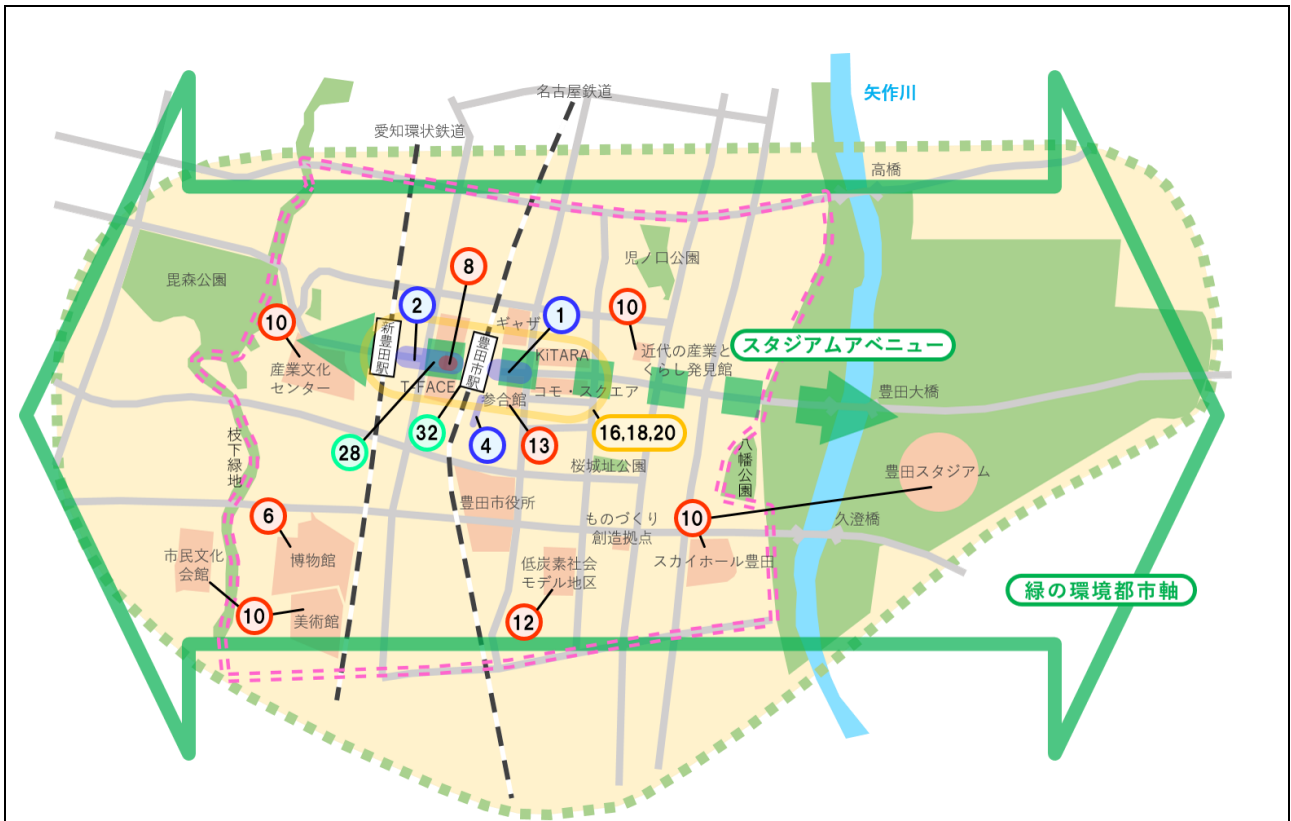 名古屋鉄道
矢作川
愛知環状鉄道
高橋
毘森公園
児ノ口公園
8
2
1
10
10
ギャザ
新豊田駅
豊田市駅
KiTARA
近代の産業と
くらし発見館
スタジアムアベニュー
産業文化
センター
T-FACE
参合館
コモ・スクエア
豊田大橋
28
32
4
13
16,18,20
枝下緑地
桜城址公園
八幡公園
豊田スタジアム
6
豊田市役所
ものづくり
創造拠点
10
久澄橋
市民文化
会館
博物館
低炭素社会
モデル地区
スカイホール豊田
緑の環境都市軸
10
美術館
12